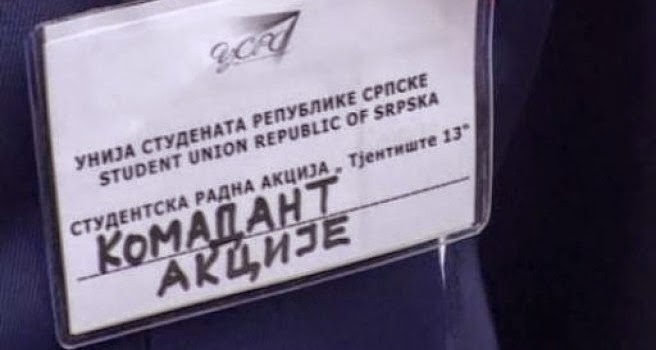 УСРС
УНИЈА СТУДЕНАТА РЕПУБЛИКЕ СРПСКЕ
STUDENT UNION REPUBLIC OF SRPSKA
СТУДЕНТСКА РАДНА АКЦИЈА „ Тјентиште 13"
КОМАДАНТ
АКЦИЈЕ